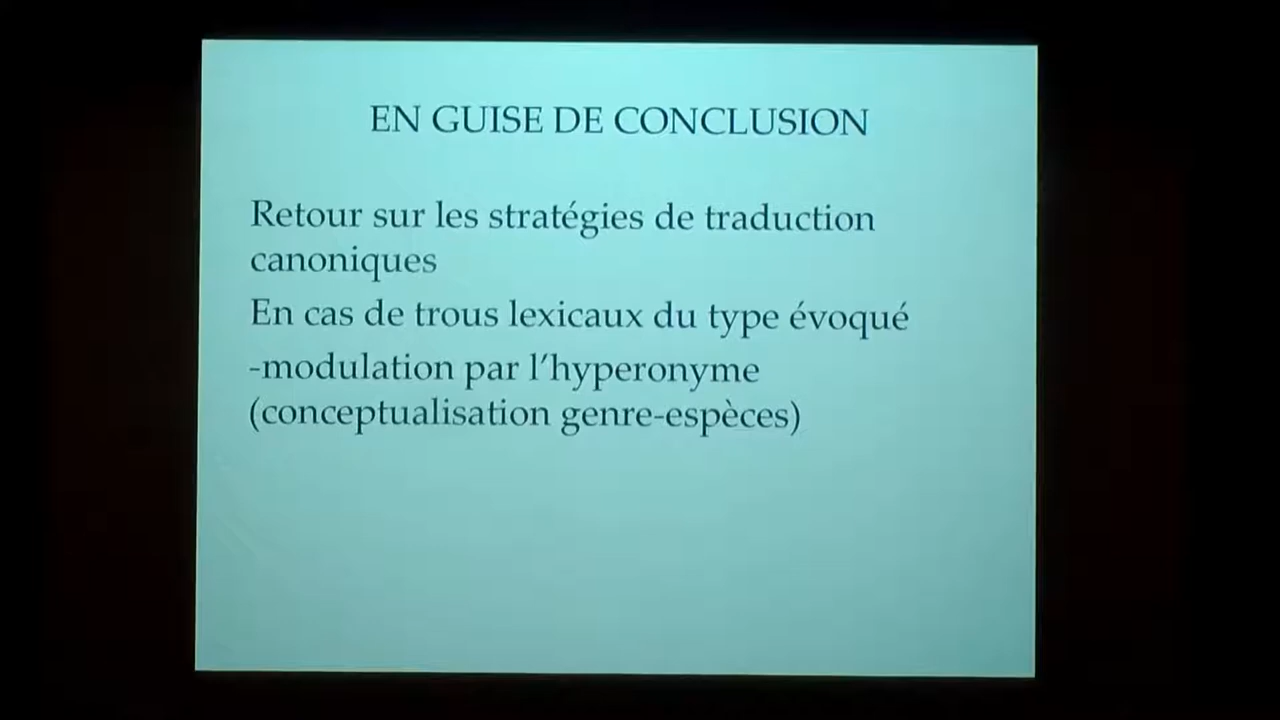 EN GUISE DE CONCLUSION
Retour sur les stratégies de traduction
canoniques
En cas de trous lexicaux du type évoqué
-modulation par l’hyperonyme
(conceptualisation genre-espèces)